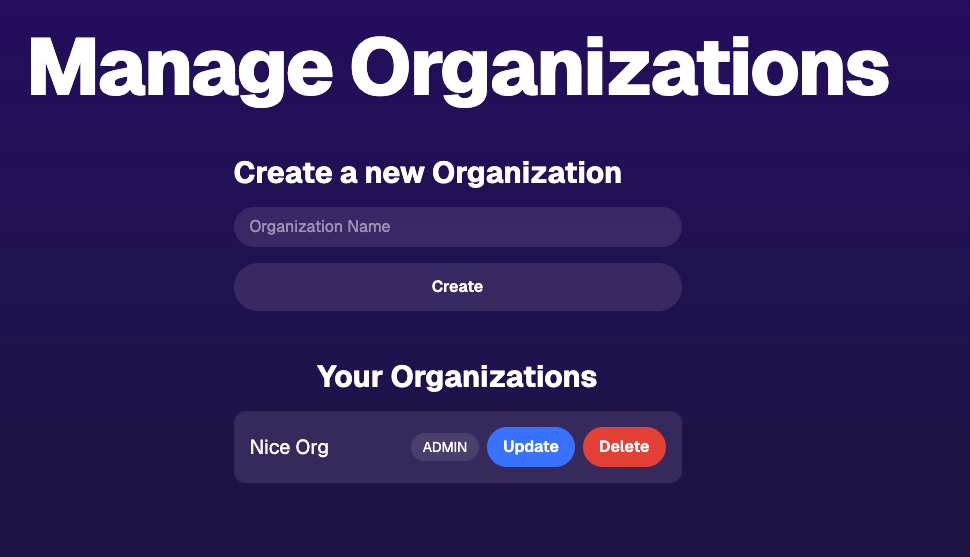 Manage Organizations
Create a new Organization
Organization Name
Create
Your Organizations
Nice Org ADMIN Update Delete